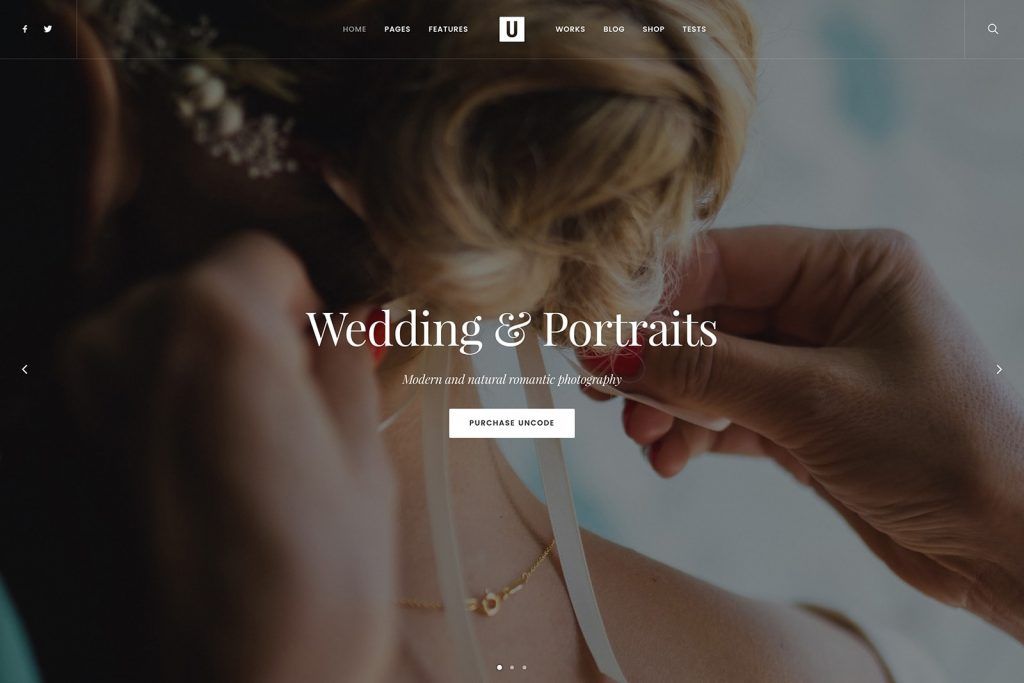 HOME PAGES FEATURES U WORKS BLOG SHOP TESTS
Wedding & Portraits
Modern and natural romantic photography
PURCHASE UNCODE